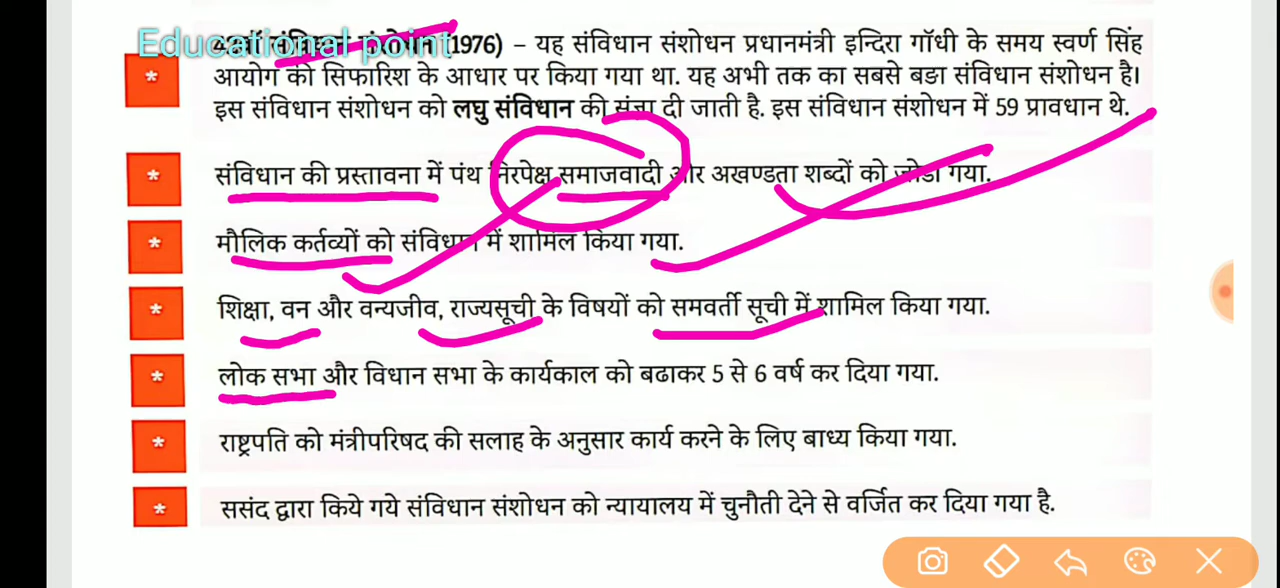 Educational point
(1976) – यह संविधान संशोधन प्रधानमंत्री इन्दिरा गॉधी के समय स्वर्ण सिंह
* आयोग की सिफारिश के आधार पर किया गया था. यह अभी तक का सबसे बङा संविधान संशोधन है।
इस संविधान संशोधन को लघु संविधान की संज्ञा दी जाती है. इस संविधान संशोधन में 59 प्रावधान थे.
* संविधान की प्रस्तावना में पंथ निरपेक्ष समाजवादी और अखण्डता शब्दों को जोडा गया.
* मौलिक कर्तव्यों को संविधान में शामिल किया गया.
* शिक्षा, वन और वन्यजीव, राज्यसूची के विषयों को समवर्ती सूची में शामिल किया गया.
* लोक सभा और विधान सभा के कार्यकाल को बढाकर 5 से 6 वर्ष कर दिया गया.
* राष्ट्रपति को मंत्रीपरिषद की सलाह के अनुसार कार्य करने के लिए बाध्य किया गया.
* ससंद द्वारा किये गये संविधान संशोधन को न्यायालय में चुनौती देने से वर्जित कर दिया गया है.